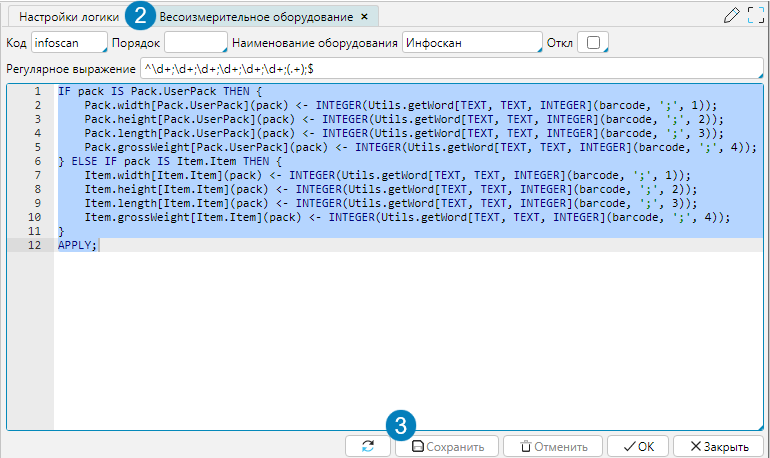 Настройки логики 2 Весоизмерительное оборудование ×
Код infoscan Порядок Наименование оборудования Инфоскан Откл
Регулярное выражение ^\d+;\d+;\d+;\d+;\d+;\d+;(.+);$
1 IF pack IS Pack.UserPack THEN {
2 Pack.width[Pack.UserPack](pack) <- INTEGER(Utils.getWord[TEXT, TEXT, INTEGER](barcode, ';', 1));
3 Pack.height[Pack.UserPack](pack) <- INTEGER(Utils.getWord[TEXT, TEXT, INTEGER](barcode, ';', 2));
4 Pack.length[Pack.UserPack](pack) <- INTEGER(Utils.getWord[TEXT, TEXT, INTEGER](barcode, ';', 3));
5 Pack.grossWeight[Pack.UserPack](pack) <- INTEGER(Utils.getWord[TEXT, TEXT, INTEGER](barcode, ';', 4));
6 } ELSE IF pack IS Item.Item THEN {
7 Item.width[Item.Item](pack) <- INTEGER(Utils.getWord[TEXT, TEXT, INTEGER](barcode, ';', 1));
8 Item.height[Item.Item](pack) <- INTEGER(Utils.getWord[TEXT, TEXT, INTEGER](barcode, ';', 2));
9 Item.length[Item.Item](pack) <- INTEGER(Utils.getWord[TEXT, TEXT, INTEGER](barcode, ';', 3));
10 Item.grossWeight[Item.Item](pack) <- INTEGER(Utils.getWord[TEXT, TEXT, INTEGER](barcode, ';', 4));
11 }
12 APPLY;
3
Сохранить Отменить OK Закрыть